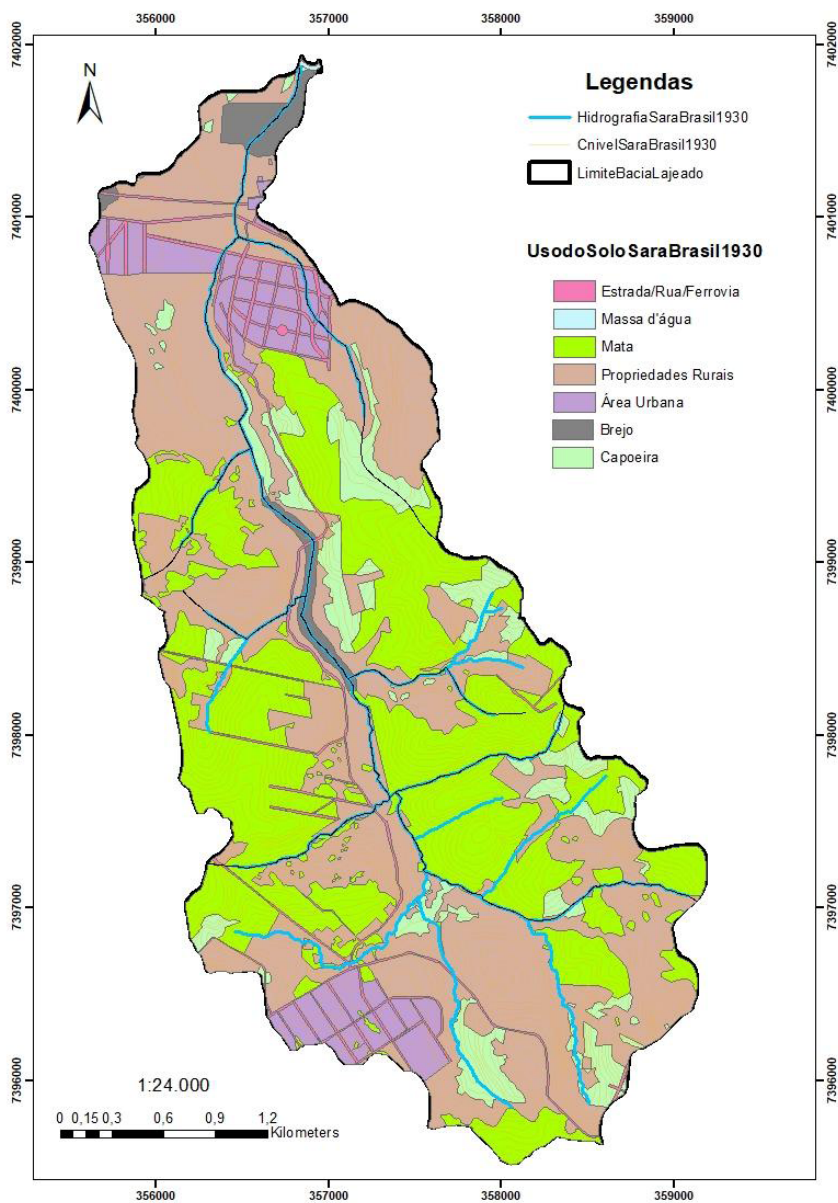 356000 357000 358000 359000
7402000
7401000
7400000
7399000
7398000
7397000
7396000
N
Legendas
HidrografiaSaraBrasil1930
CnivelSaraBrasil1930
LimiteBaciaLajeado
UsodoSoloSaraBrasil1930
Estrada/Rua/Ferrovia
Massa d'água
Mata
Propriedades Rurais
Área Urbana
Brejo
Capoeira
7402000
7401000
7400000
7399000
7398000
7397000
7396000
1:24.000
0 0,15 0,3 0,6 0,9 1,2
Kilometers
356000 357000 358000 359000